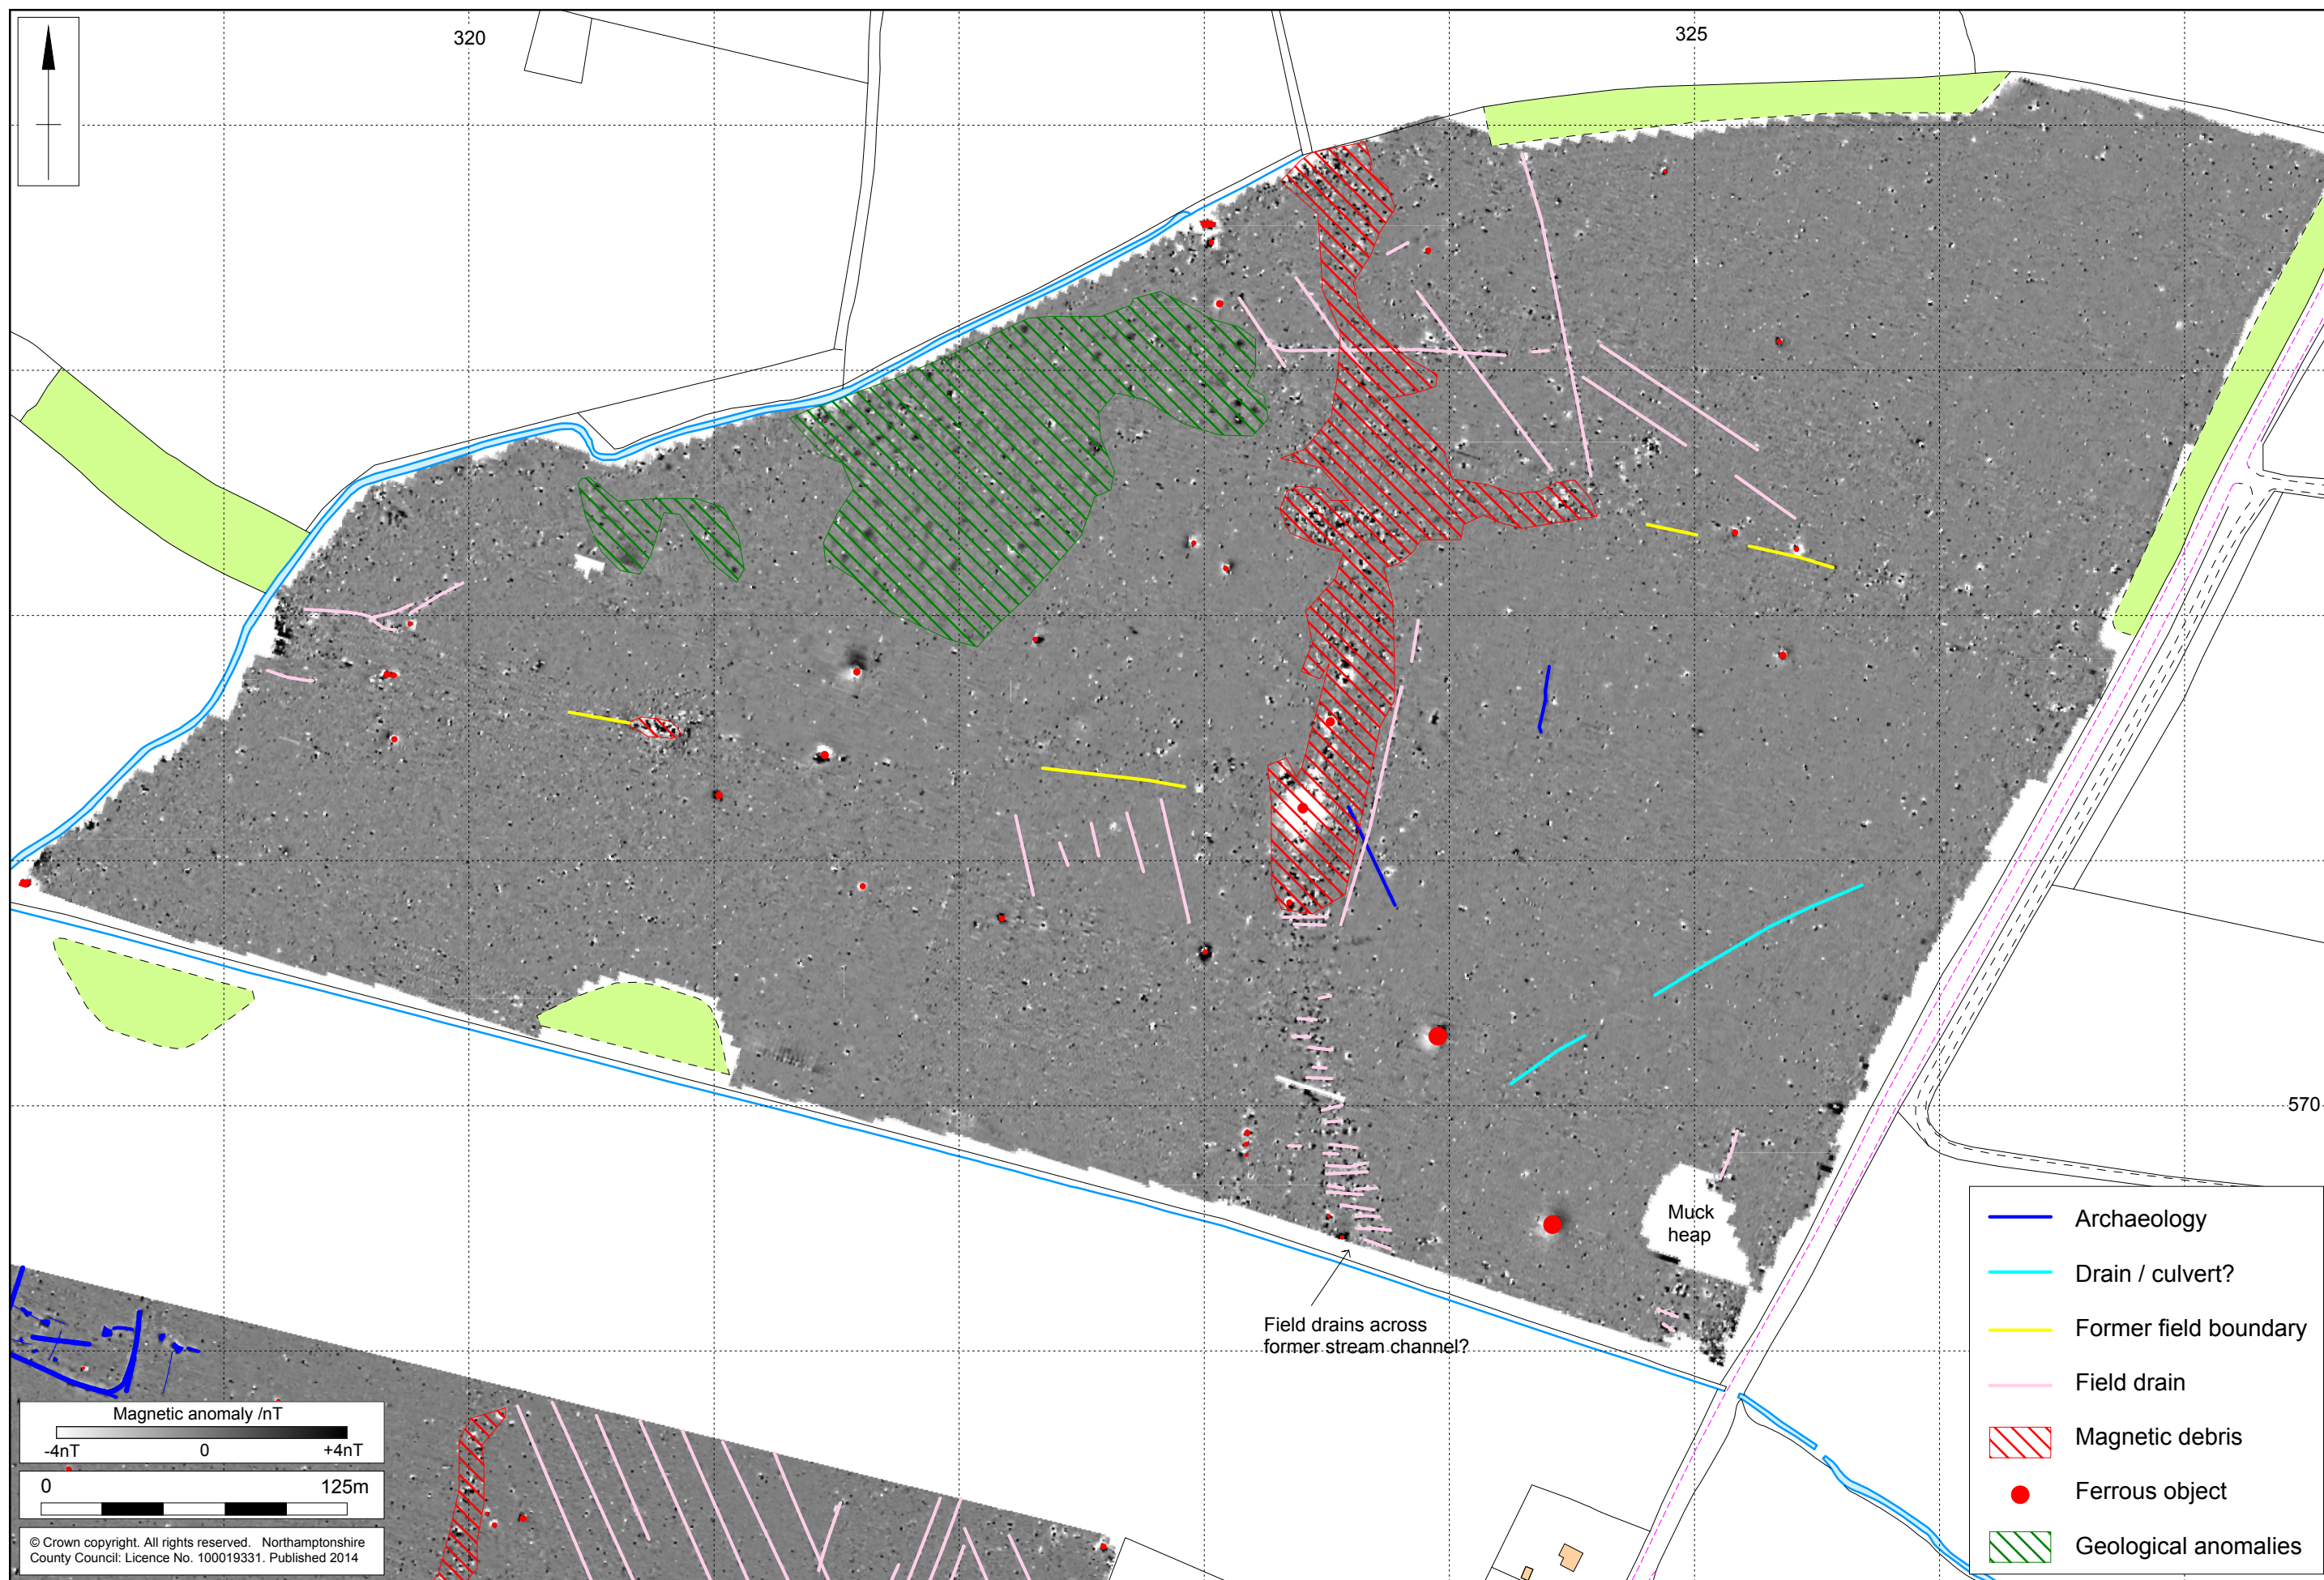 320
325
570
Muck
heap
Field drains across
former stream channel?
Magnetic anomaly /nT
-4nT 0 +4nT
0 125m
© Crown copyright. All rights reserved. Northamptonshire
County Council: Licence No. 100019331. Published 2014
Archaeology
Drain / culvert?
Former field boundary
Field drain
Magnetic debris
Ferrous object
Geological anomalies